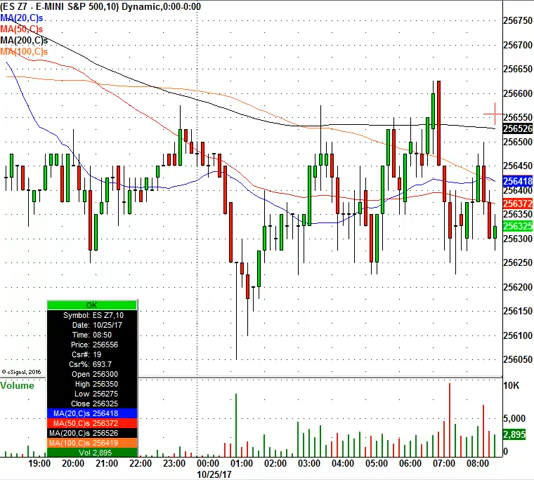 (ES Z7 - E-MINI S&P 500,10) Dynamic,0:00-0:00
MA(20,C)s
MA(50,C)s
MA(200,C)s
MA(100,C)s
256750
256700
256650
256600
256550
256526
256500
256450
256418
256400
256372
256350
256325
256300
256250
256200
256150
256100
256050
OK
Symbol: ES Z7,10
Date: 10/25/17
Time: 08:50
Price: 256556
Csr#: 19
Csr%: 693.7
Open 256300
High 256350
Low 256275
Close 256325
MA(20,C)s 256418
MA(50,C)s 256372
MA(200,C)s 256526
MA(100,C)s 256419
Vol 2,895
© eSignal, 2016
Volume
10K
5,000
2,895
0
19:00 20:00 21:00 22:00 23:00 00:00 01:00 02:00 03:00 04:00 05:00 06:00 07:00 08:00
10/25/17